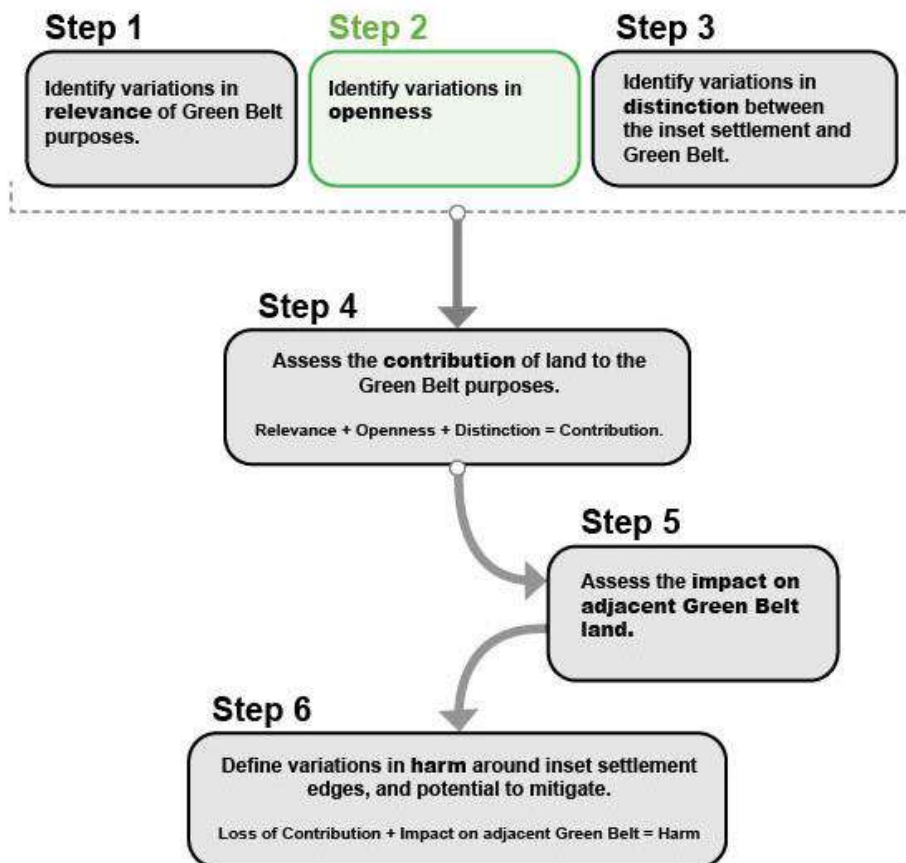 Step 1
Identify variations in
relevance of Green Belt
purposes.
Step 2
Identify variations in
openness
Step 3
Identify variations in
distinction between
the inset settlement and
Green Belt.
Step 4
Assess the contribution of land to the
Green Belt purposes.
Relevance + Openness + Distinction = Contribution.
Step 5
Assess the impact on
adjacent Green Belt
land.
Step 6
Define variations in harm around inset settlement
edges, and potential to mitigate.
Loss of Contribution + Impact on adjacent Green Belt = Harm